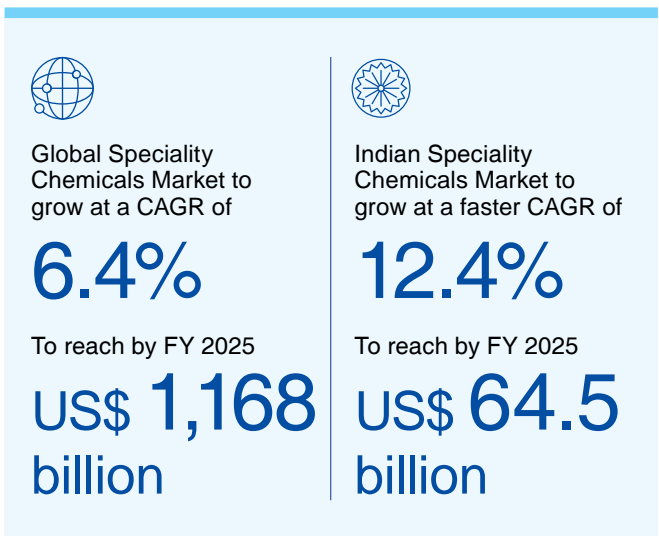 Global Speciality
Chemicals Market to
grow at a CAGR of
6.4%
To reach by FY 2025
US$ 1,168
billion
Indian Speciality
Chemicals Market to
grow at a faster CAGR of
12.4%
To reach by FY 2025
US$ 64.5
billion